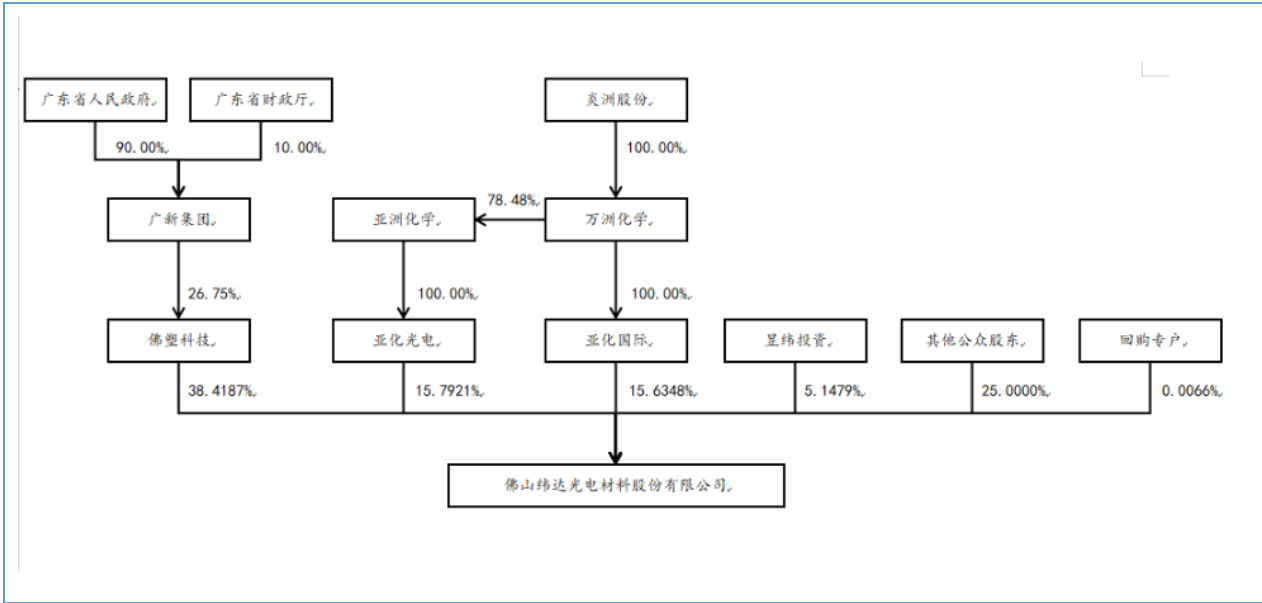 广东省人民政府
广东省财政厅
炎洲股份
90.00%
10.00%
100.00%
广新集团
亚洲化学
78.48%
万洲化学
26.75%
100.00%
100.00%
佛塑科技
亚化光电
亚化国际
昱纬投资
其他公众股东
回购专户
38.4187%
15.7921%
15.6348%
5.1479%
25.0000%
0.0066%
佛山纬达光电材料股份有限公司